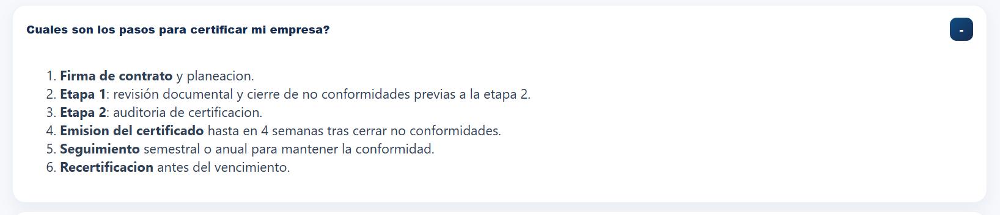 Cuales son los pasos para certificar mi empresa?
-
1. Firma de contrato y planeacion.
2. Etapa 1: revisión documental y cierre de no conformidades previas a la etapa 2.
3. Etapa 2: auditoria de certificacion.
4. Emision del certificado hasta en 4 semanas tras cerrar no conformidades.
5. Seguimiento semestral o anual para mantener la conformidad.
6. Recertificacion antes del vencimiento.